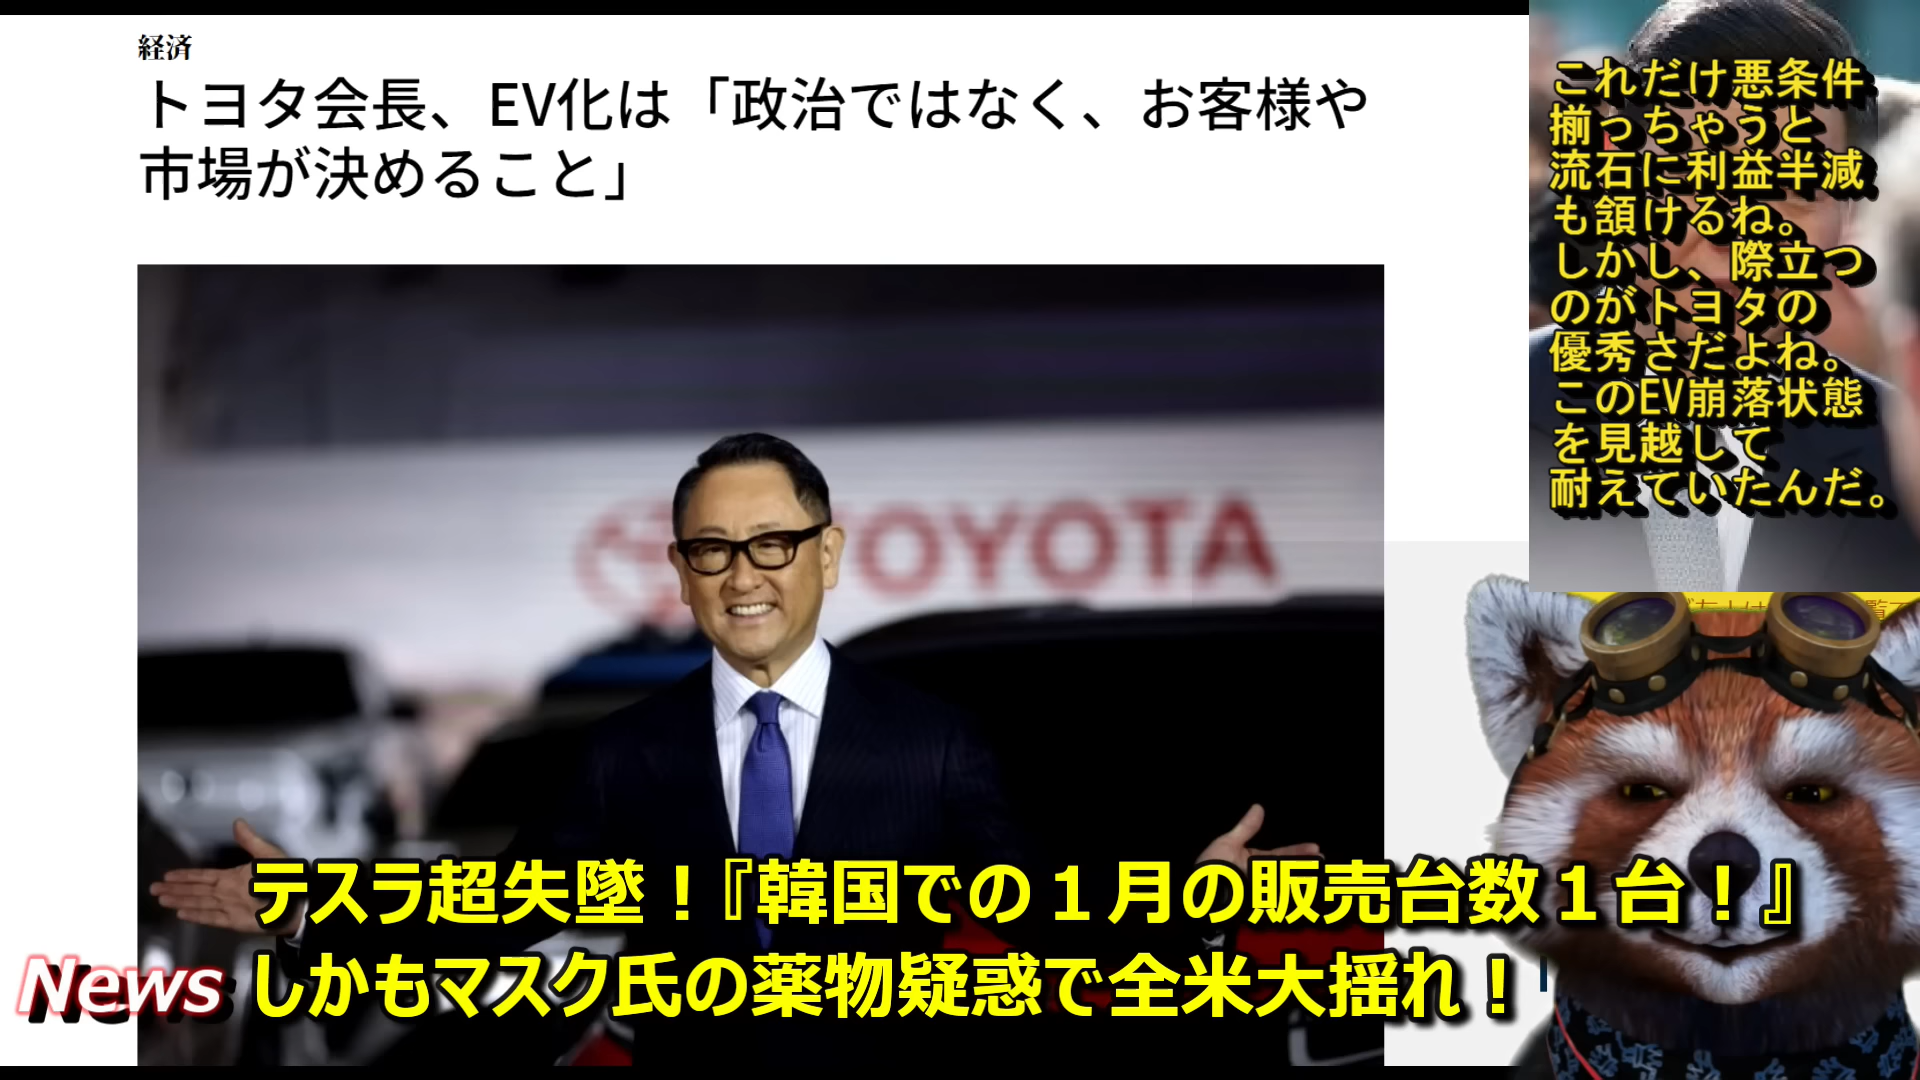 経済
トヨタ会長、EV化は「政治ではなく、お客様や
市場が決めること」
TOYOTA
これだけ悪条件
揃っちゃうと
流石に利益半減
も頷けるね。
しかし、際立つ
のがトヨタの
優秀さだよね。
このEV崩落状態
を見越して
耐えていたんだ。
テスラ超失墜！『韓国での１月の販売台数１台！』
News しかもマスク氏の薬物疑惑で全米大揺れ！